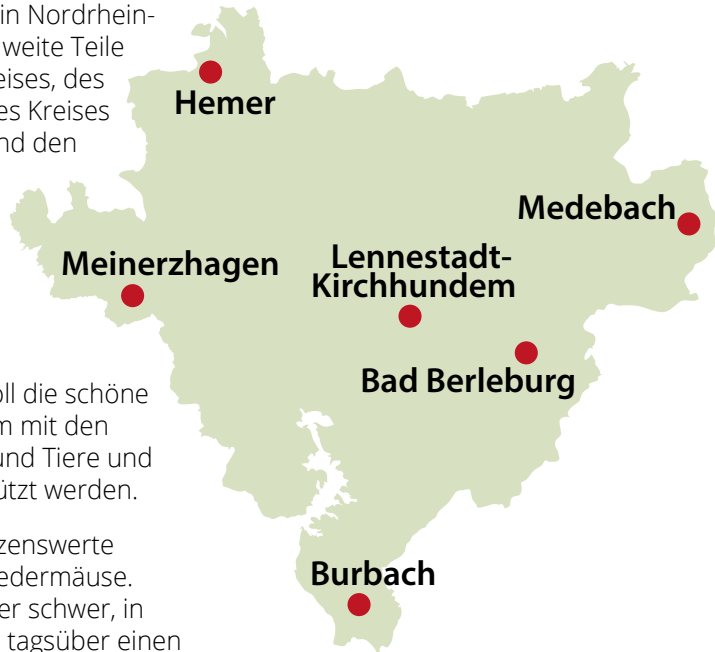 in Nordrhein-
weite Teile
eises, des
es Kreises
nd den
Hemer
Medebach
Meinerzhagen
Lennestadt-
Kirchhundem
Bad Berleburg
oll die schöne
m mit den
und Tiere und
ützt werden.
zenswerte
edermäuse.
er schwer, in
tagsüber einen
Burbach